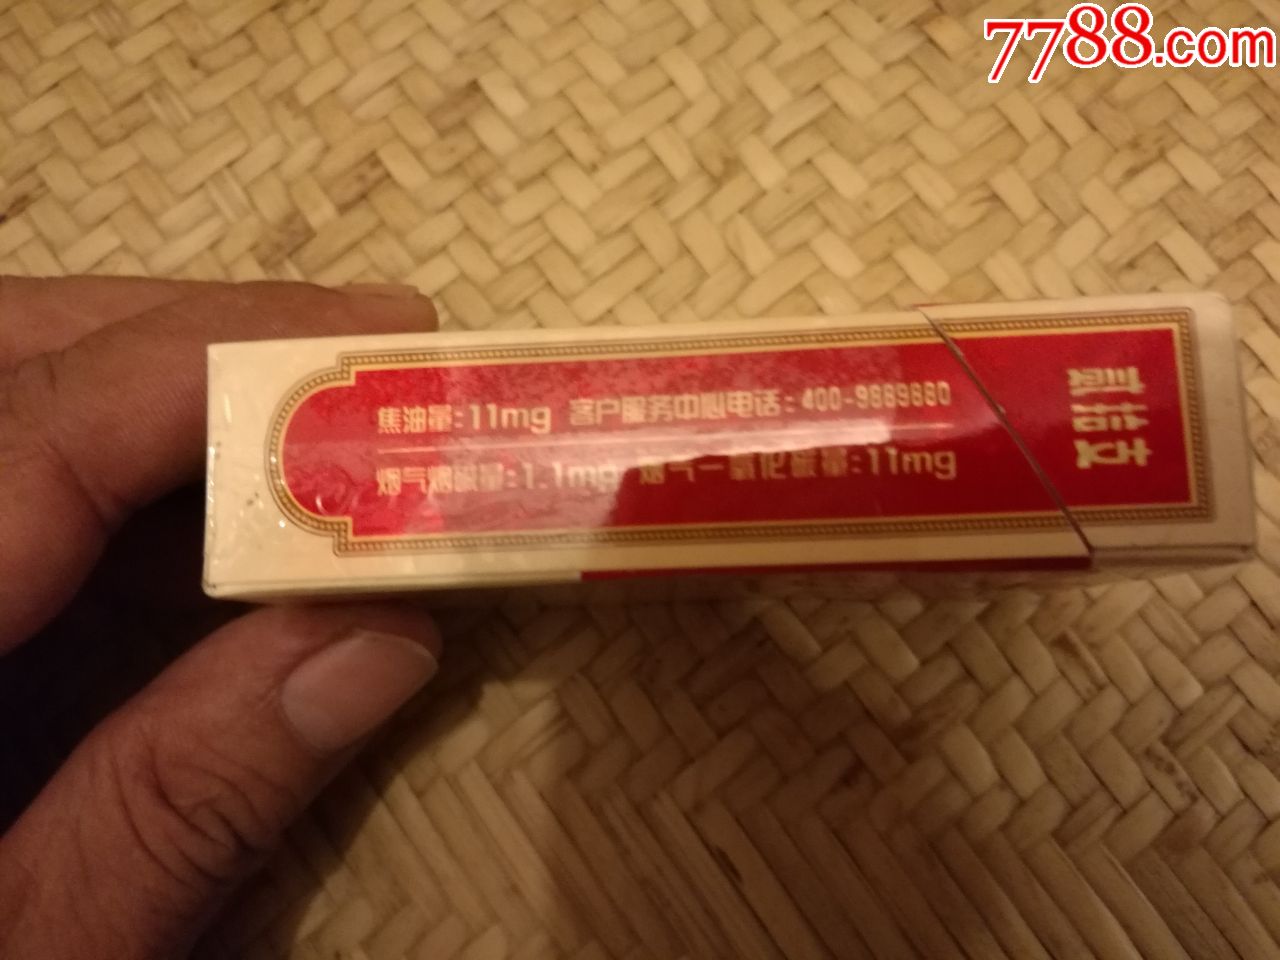 7788.com
焦油量:11mg 客户服务中心电话:400-9889880
烟气烟碱量:1.1mg 烟气一氧化碳量:11mg